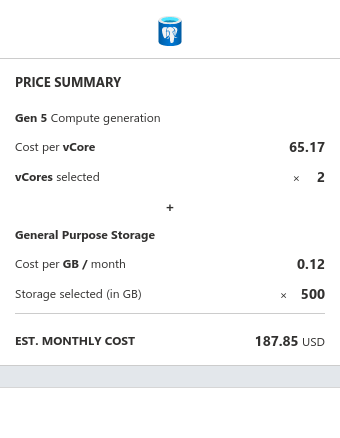 PRICE SUMMARY
Gen 5 Compute generation
Cost per vCore 65.17
vCores selected × 2
+
General Purpose Storage
Cost per GB / month 0.12
Storage selected (in GB) × 500
EST. MONTHLY COST 187.85 USD